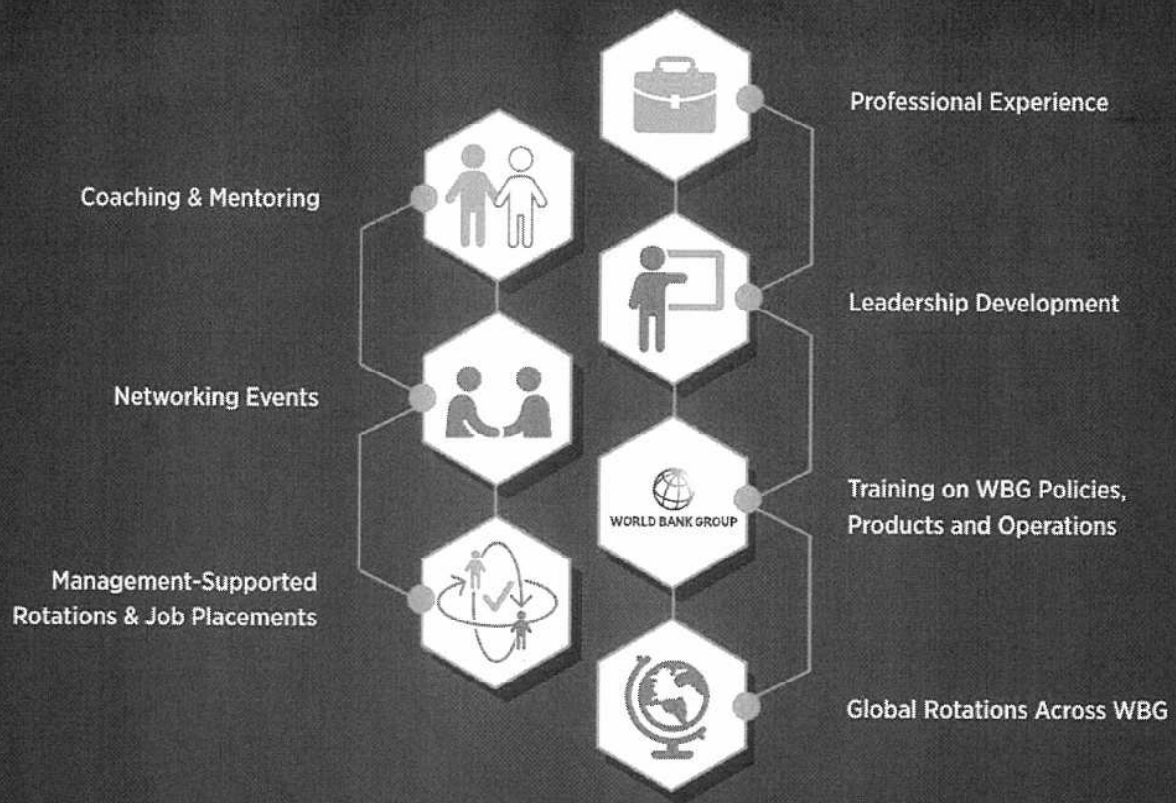 Professional Experience
Coaching & Mentoring
Leadership Development
Networking Events
Training on WBG Policies,
Products and Operations
WORLD BANK GROUP
Management-Supported
Rotations & Job Placements
Global Rotations Across WBG